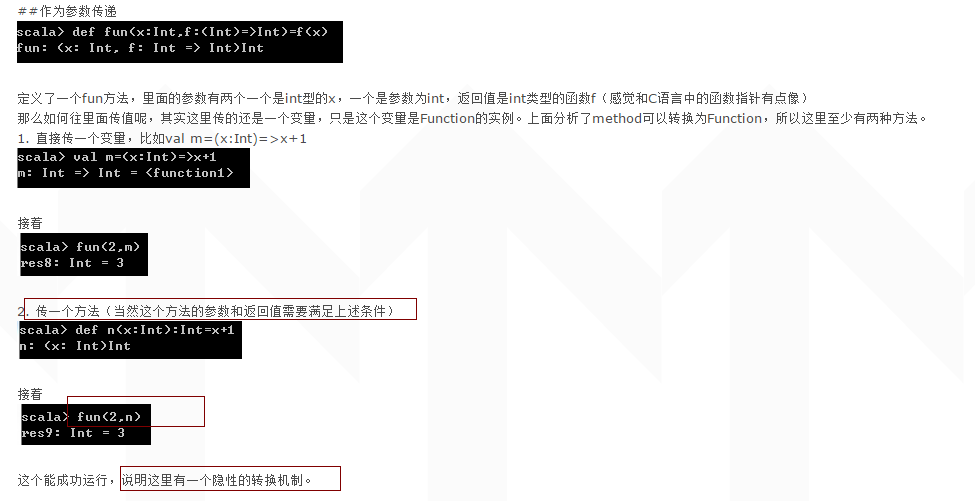 ##作为参数传递
scala> def fun(x:Int,f:(Int)=>Int)=f(x)
fun: (x: Int, f: Int => Int)Int
定义了一个fun方法，里面的参数有两个一个是int型的x，一个是参数为int，返回值是int类型的函数f（感觉和C语言中的函数指针有点像）
那么如何往里面传值呢，其实这里传的还是一个变量，只是这个变量是Function的实例。上面分析了method可以转换为Function，所以这里至少有两种方法。
1. 直接传一个变量，比如val m=(x:Int)=>x+1
scala> val m=(x:Int)=>x+1
m: Int => Int = <function1>
接着
scala> fun(2,m)
res8: Int = 3
2. 传一个方法（当然这个方法的参数和返回值需要满足上述条件）
scala> def n(x:Int):Int=x+1
n: (x: Int)Int
接着
scala> fun(2,n)
res9: Int = 3
这个能成功运行，说明这里有一个隐性的转换机制。